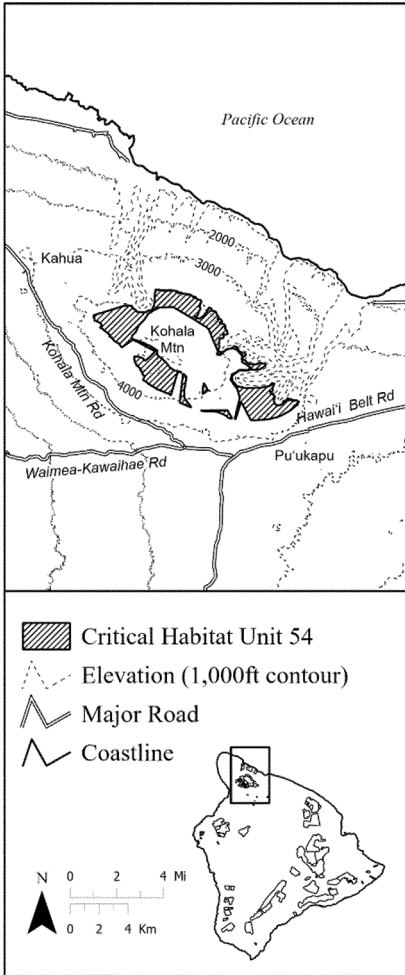 Pacific Ocean
2000
3000
Kahua
Kohala
Mtn
Kohala Mtn Rd
4000
Hawai'i Belt Rd
Waimea-Kawaihae Rd
Pu'ukapu
Critical Habitat Unit 54
Elevation (1,000ft contour)
Major Road
Coastline
N
0 2 4 Mi
0 2 4 Km